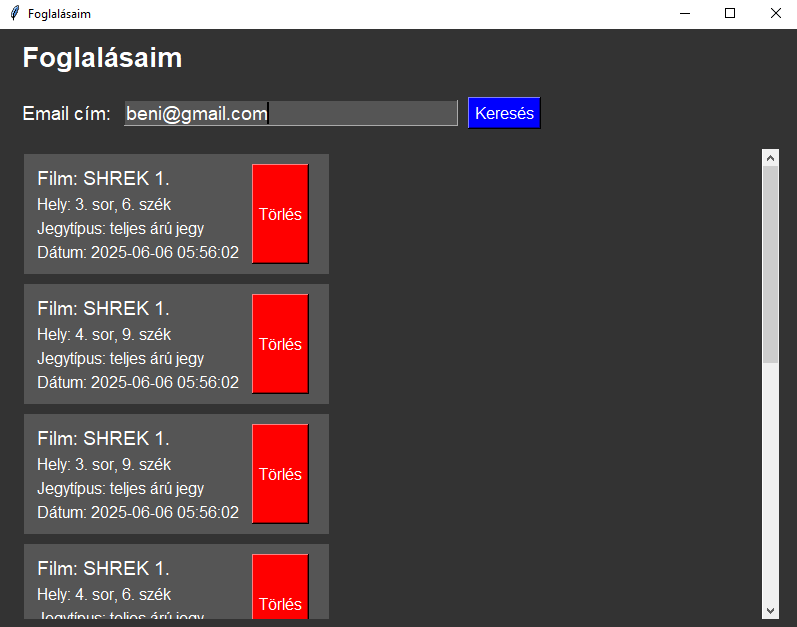 Foglalásaim
Foglalásaim
Email cím: beni@gmail.com Keresés
Film: SHREK 1.
Hely: 3. sor, 6. szék
Jegytípus: teljes árú jegy
Dátum: 2025-06-06 05:56:02
Törlés
Film: SHREK 1.
Hely: 4. sor, 9. szék
Jegytípus: teljes árú jegy
Dátum: 2025-06-06 05:56:02
Törlés
Film: SHREK 1.
Hely: 3. sor, 9. szék
Jegytípus: teljes árú jegy
Dátum: 2025-06-06 05:56:02
Törlés
Film: SHREK 1.
Hely: 4. sor, 6. szék
Jegytípus: teljes árú jegy
Törlés